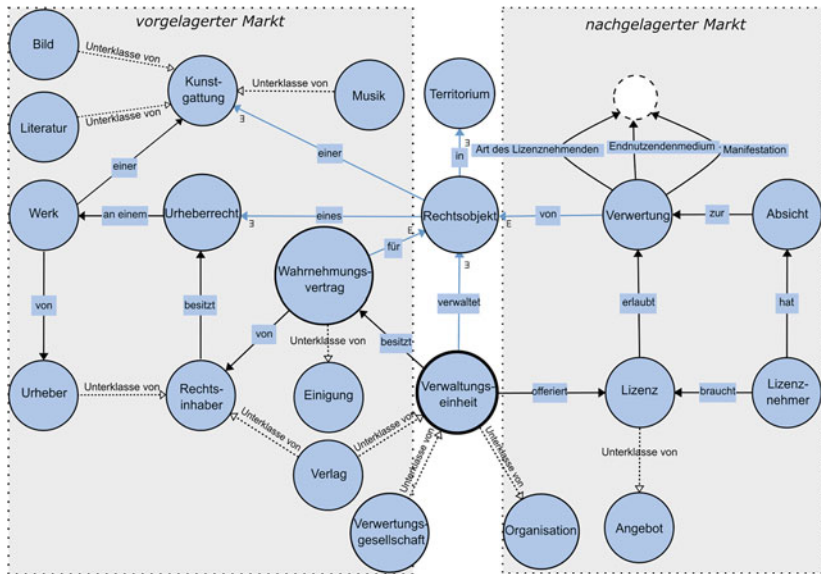 vorgelagerter Markt
nachgelagerter Markt
Bild
Unterklasse von
Kunst-
gattung
Unterklasse von
Musik
Territorium
Literatur
Unterklasse von
∃
∃
einer
einer
in
Art des Lizenznehmenden
Endnutzendenmedium
Manifestation
Werk
an einem
Urheberrecht
∃
eines
Rechtsobjekt
∃
von
Verwertung
zur
Absicht
∃
für
∃
Wahrnehmungs-
vertrag
von
besitzt
verwaltet
erlaubt
hat
von
besitzt
Unterklasse von
Urheber
Unterklasse von
Rechts-
inhaber
Einigung
Verwaltungs-
einheit
offeriert
Lizenz
braucht
Lizenz-
nehmer
Unterklasse von
Verlag
Unterklasse von
Unterklasse von
Unterklasse von
Unterklasse von
Verwertungs-
gesellschaft
Organisation
Angebot